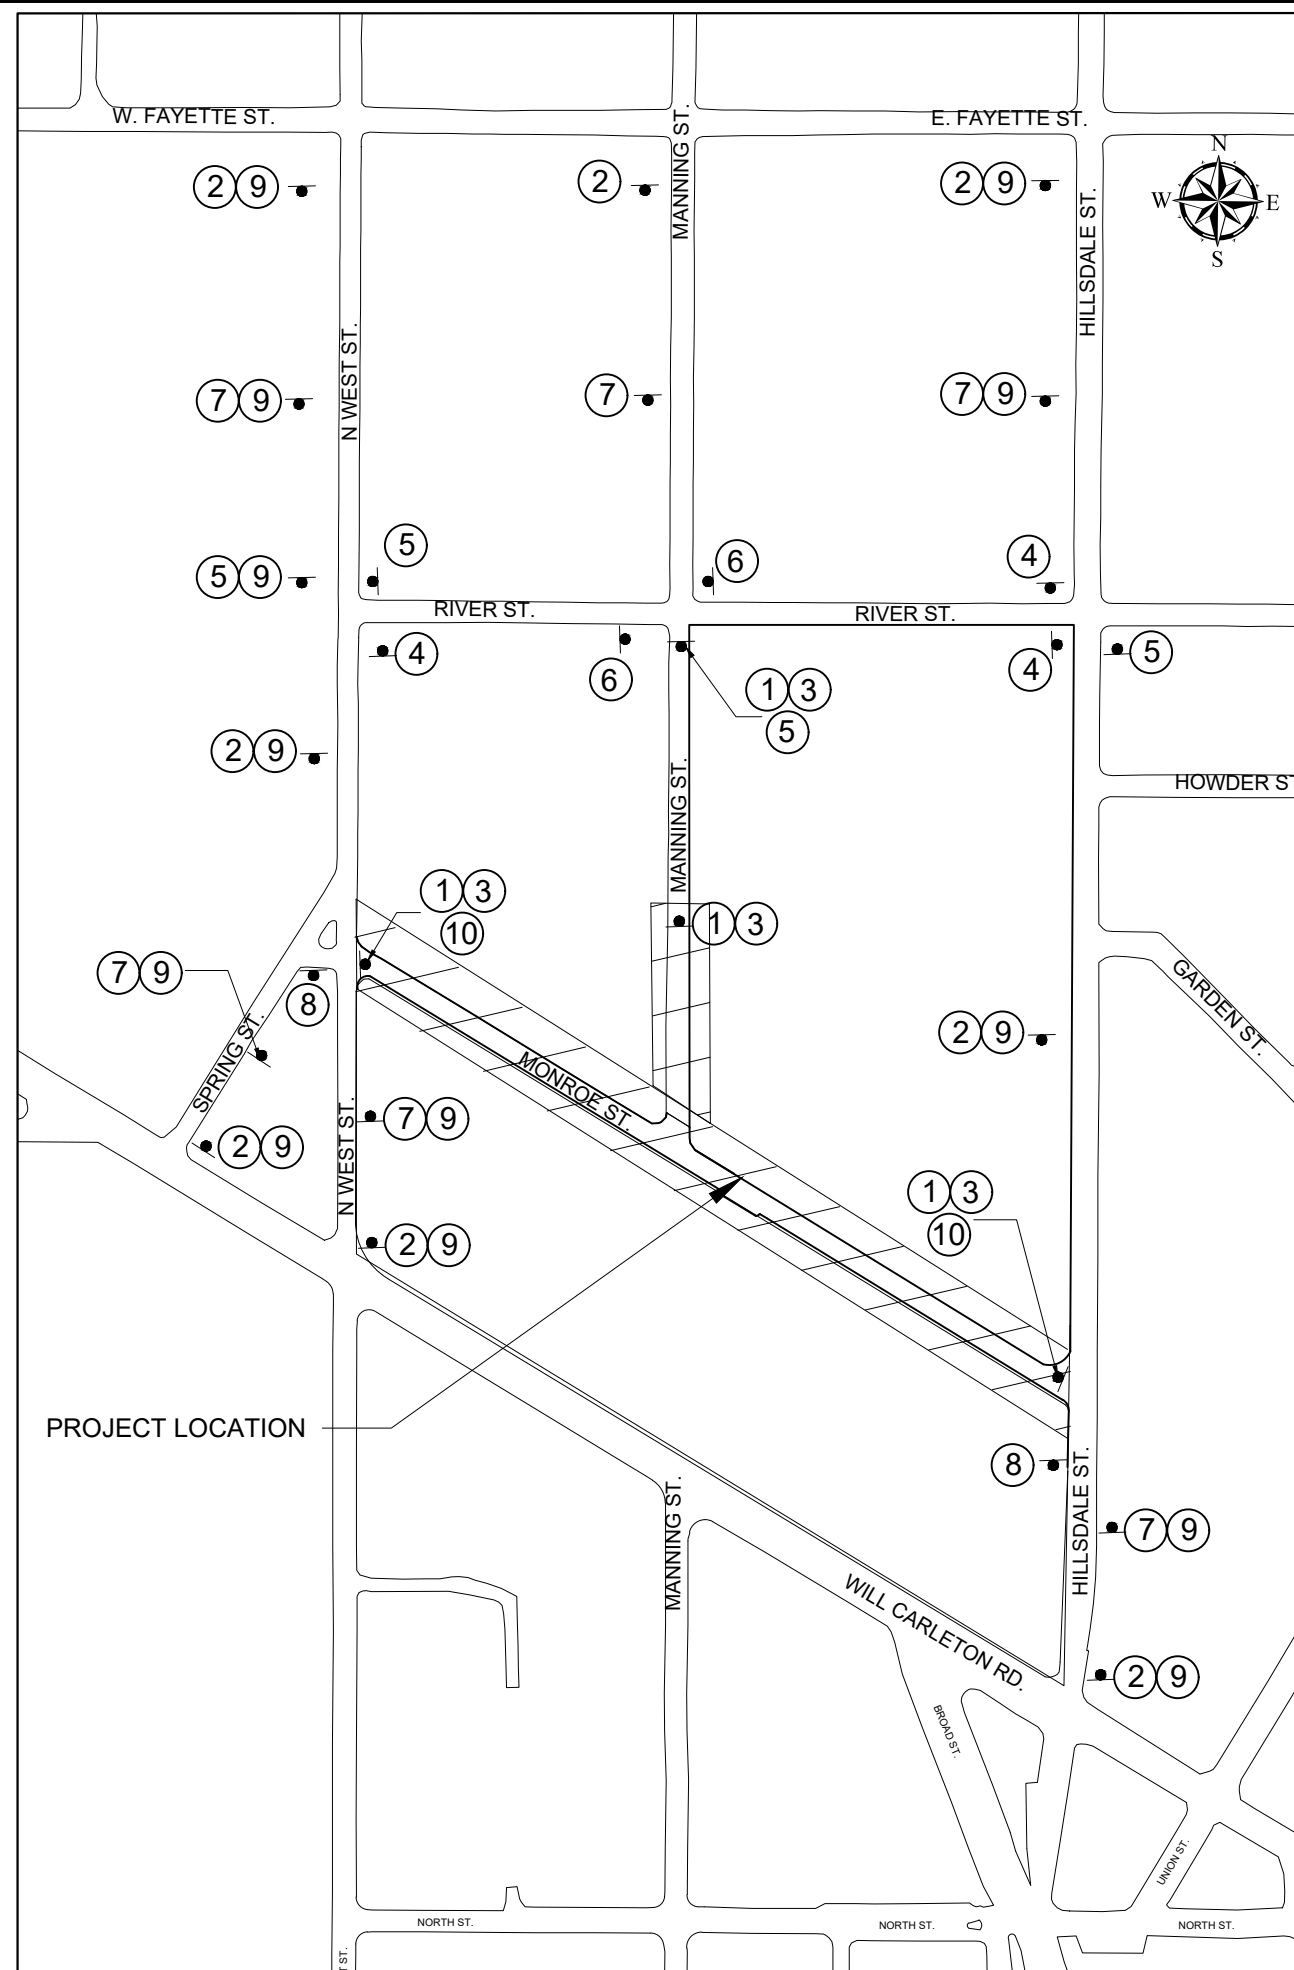 W. FAYETTE ST.
E. FAYETTE ST.
MANNING ST.
N
W E
S
2 9
2
2 9
HILLSDALE ST.
N WEST ST.
7 9
7
7 9
5
5 9
6
4
RIVER ST.
RIVER ST.
4
6
1 3
5
4
5
2 9
MANNING ST.
HOWDER S
1 3
10
1 3
7 9
8
GARDEN ST.
SPRING ST.
2 9
MONROE ST.
7 9
N WEST ST.
2 9
2 9
1 3
10
PROJECT LOCATION
8
HILLSDALE ST.
MANNING ST.
7 9
WILL CARLETON RD.
2 9
BROAD ST.
UNION ST.
NORTH ST.
NORTH ST.
NORTH ST.
T ST.